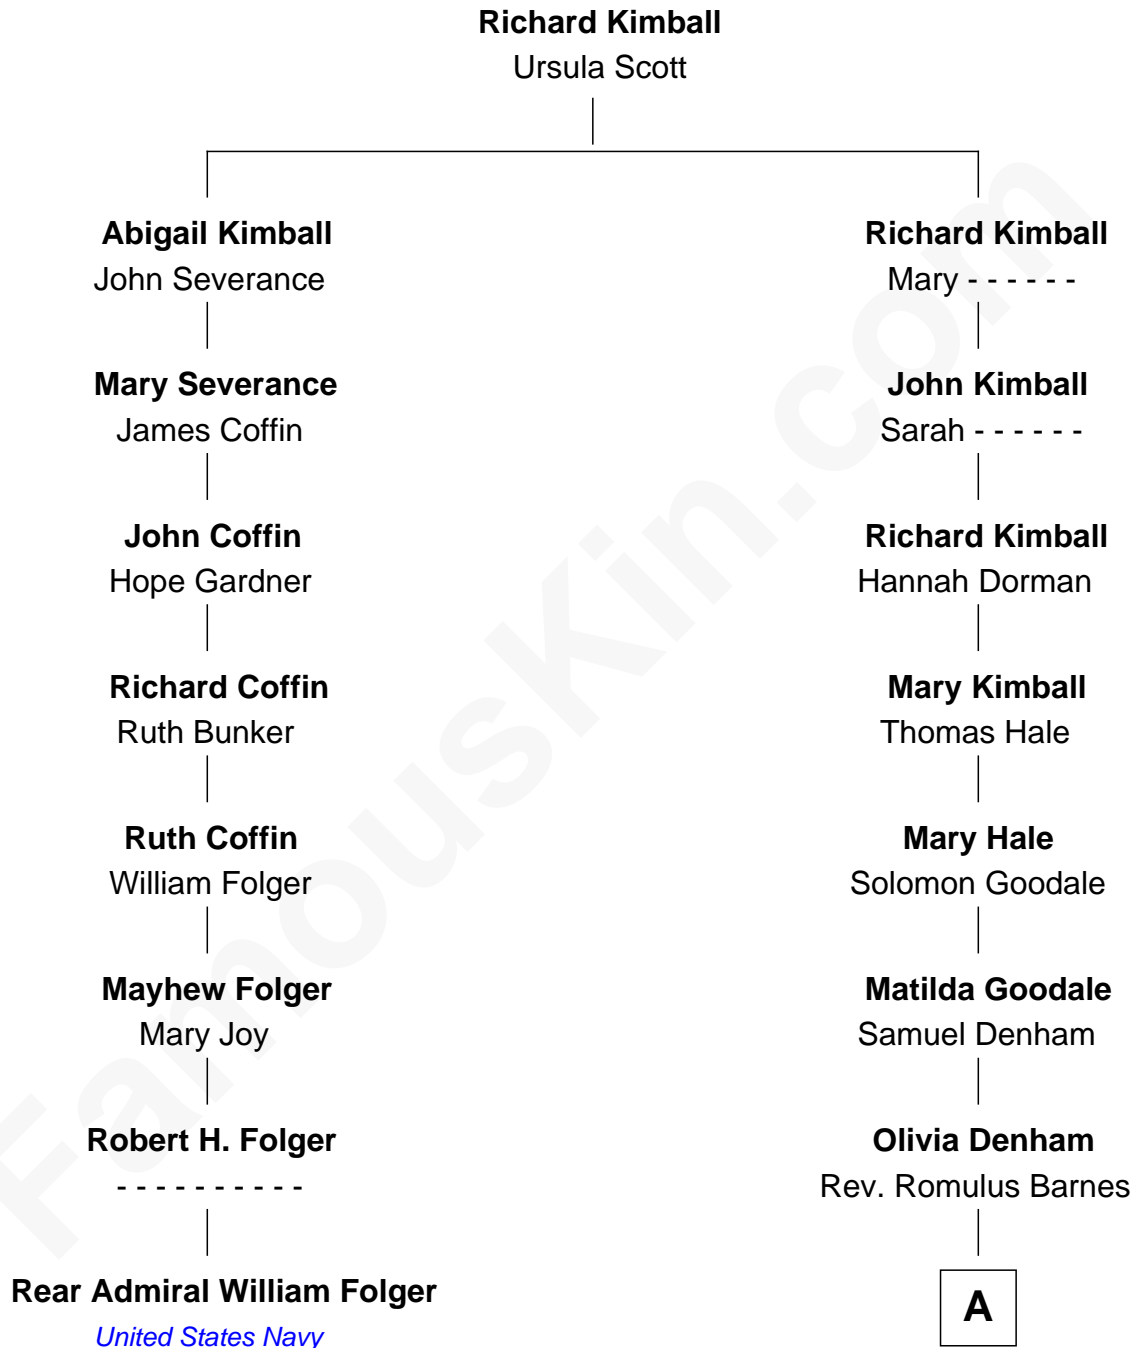 Richard Kimball
Ursula Scott
Abigail Kimball
John Severance
Richard Kimball
Mary - - - - - -
Mary Severance
James Coffin
John Kimball
Sarah - - - - - -
John Coffin
Hope Gardner
Richard Kimball
Hannah Dorman
Richard Coffin
Ruth Bunker
Mary Kimball
Thomas Hale
Ruth Coffin
William Folger
Mary Hale
Solomon Goodale
Mayhew Folger
Mary Joy
Matilda Goodale
Samuel Denham
Robert H. Folger
- - - - - - - - - -
Olivia Denham
Rev. Romulus Barnes
Rear Admiral William Folger
United States Navy
A
FamousKin.com